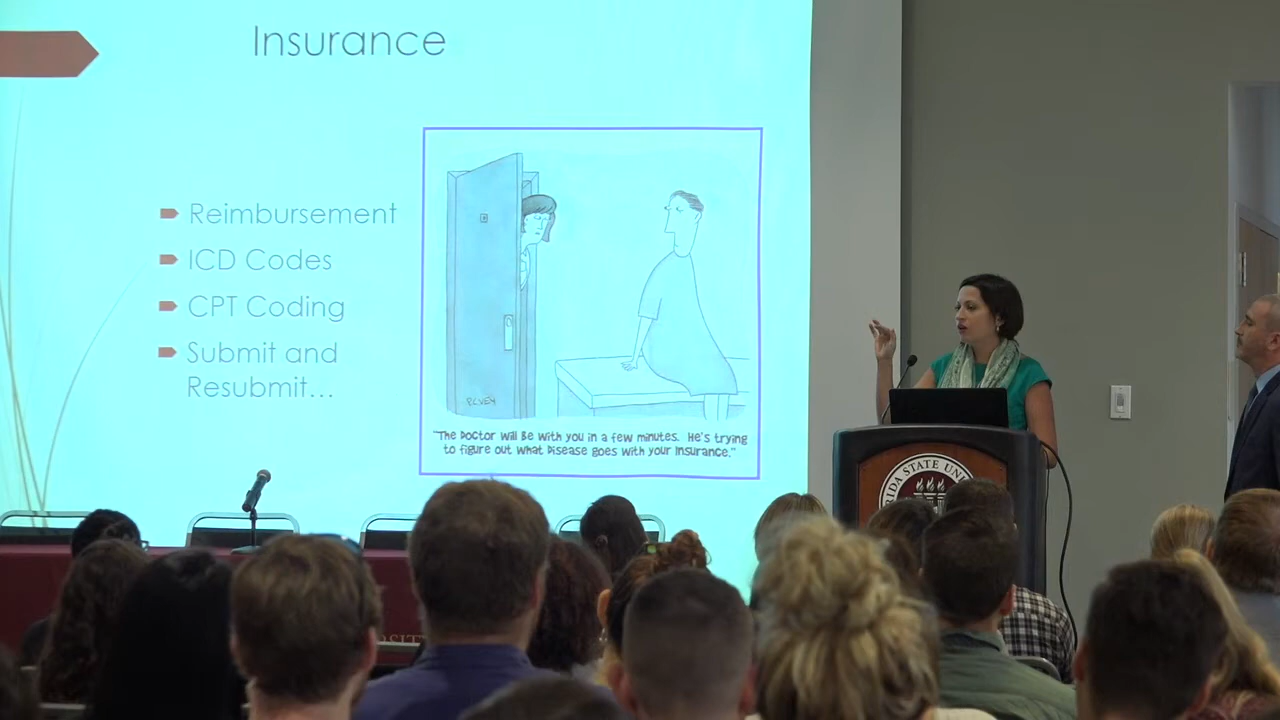 Insurance
Reimbursement
ICD Codes
CPT Coding
Submit and
Resubmit...
"The Doctor will Be with you in a few minutes. He's trying
to figure out what Disease goes with your Insurance."
STATE